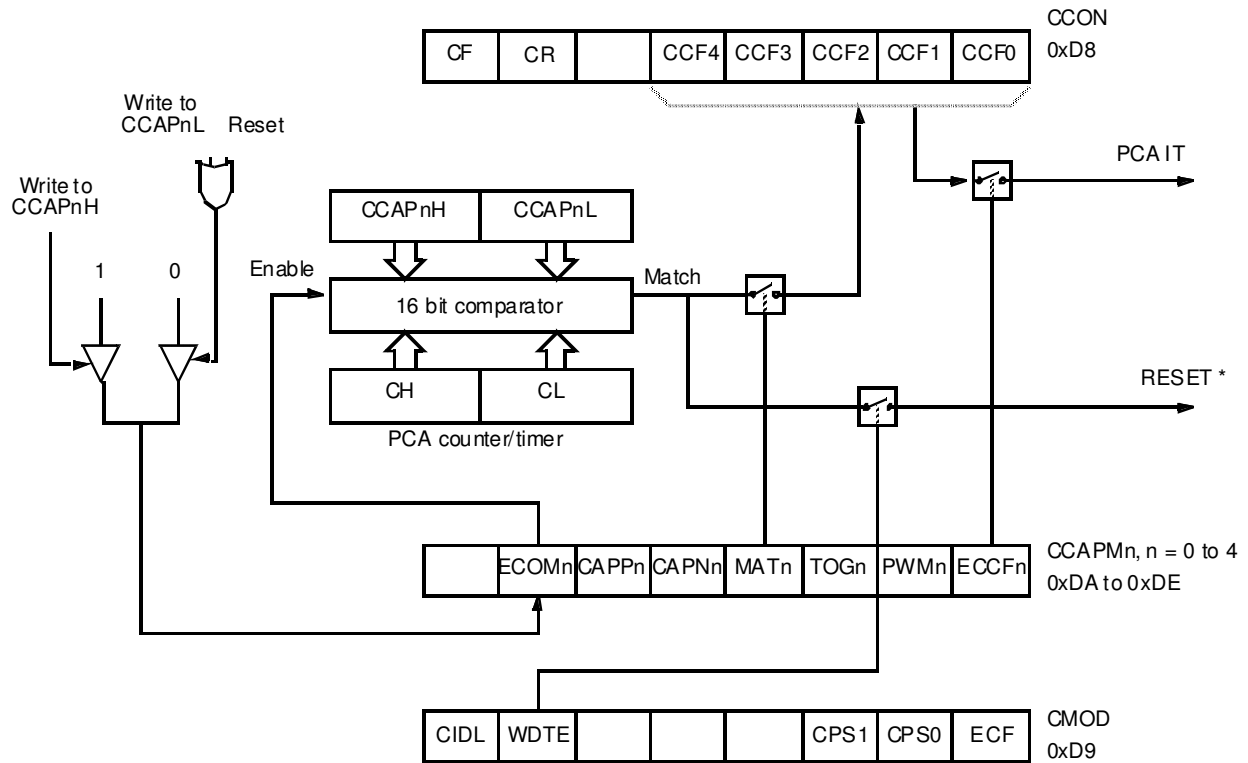 CCON
0xD8
CF CR CCF4 CCF3 CCF2 CCF1 CCF0
Write to
CCAPnL Reset
PCA IT
Write to
CCAPnH
CCAPnH CCAPnL
1 0
Enable
Match
16 bit comparator
RESET *
CH CL
PCA counter/timer
ECOMn CAPPn CAPNn MATn TOGn PWMn ECCFn
CCAPMn, n = 0 to 4
0xDA to 0xDE
CIDL WDTE CPS1 CPS0 ECF
CMOD
0xD9